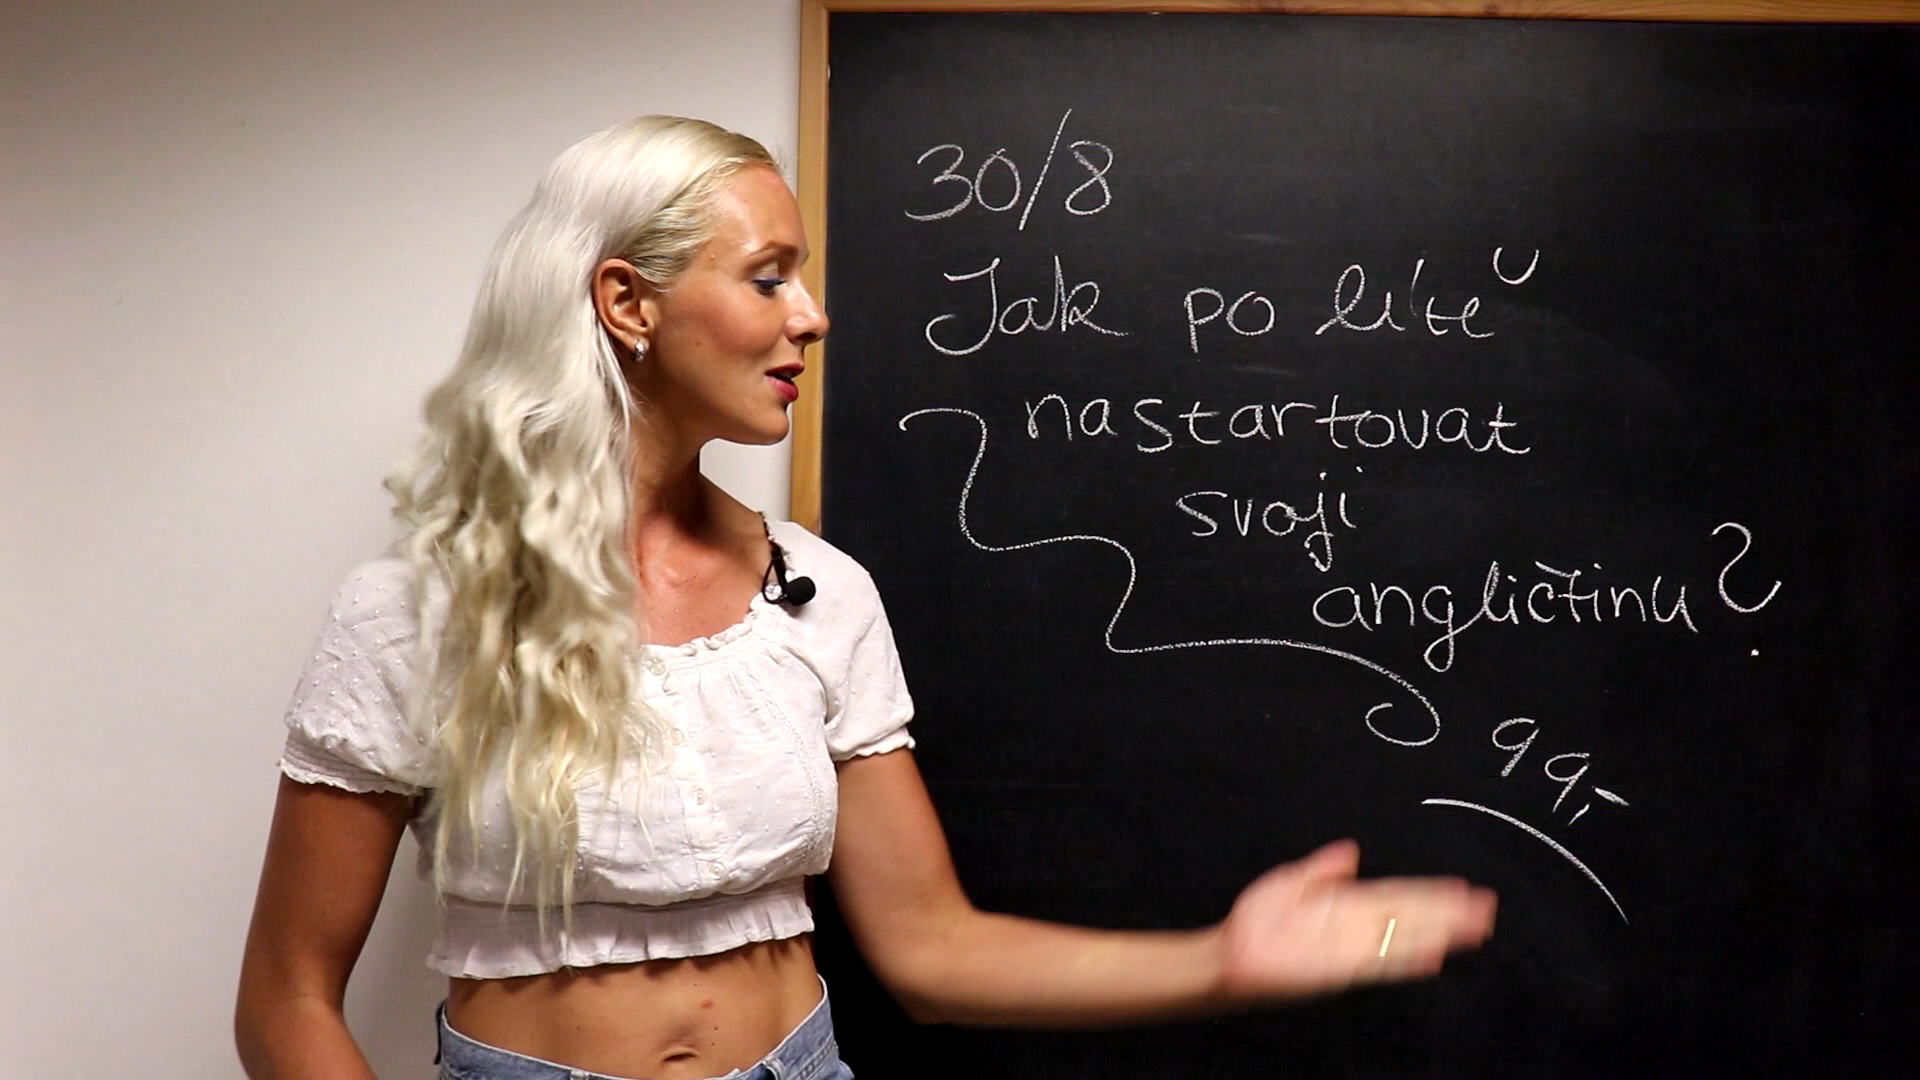 30/8
Jak po létě
nastartovat
svoji
angličtinu?
99,-